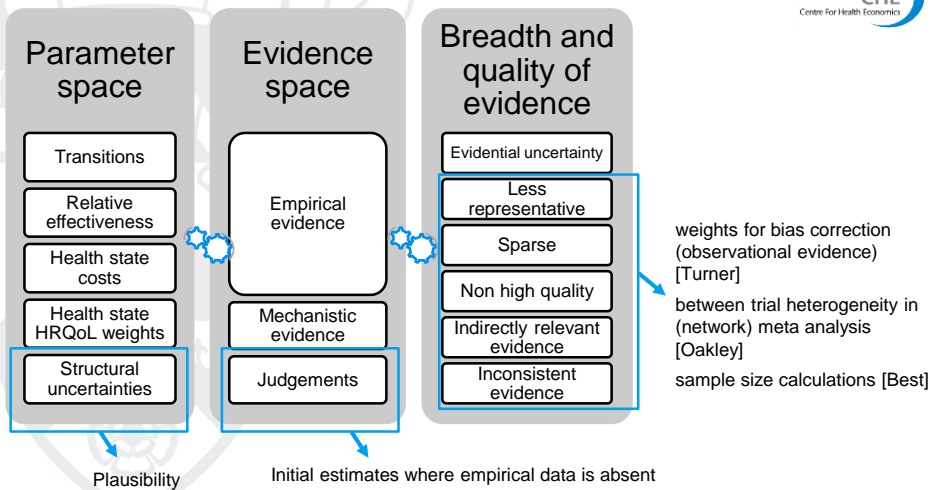 Centre For Health Economics
Parameter
space
Transitions
Relative
effectiveness
Health state
costs
Health state
HRQoL weights
Structural
uncertainties
Plausibility
Evidence
space
Empirical
evidence
Mechanistic
evidence
Judgements
Initial estimates where empirical data is absent
Breadth and
quality of
evidence
Evidential uncertainty
Less
representative
Sparse
Non high quality
Indirectly relevant
evidence
Inconsistent
evidence
weights for bias correction
(observational evidence)
[Turner]
between trial heterogeneity in
(network) meta analysis
[Oakley]
sample size calculations [Best]